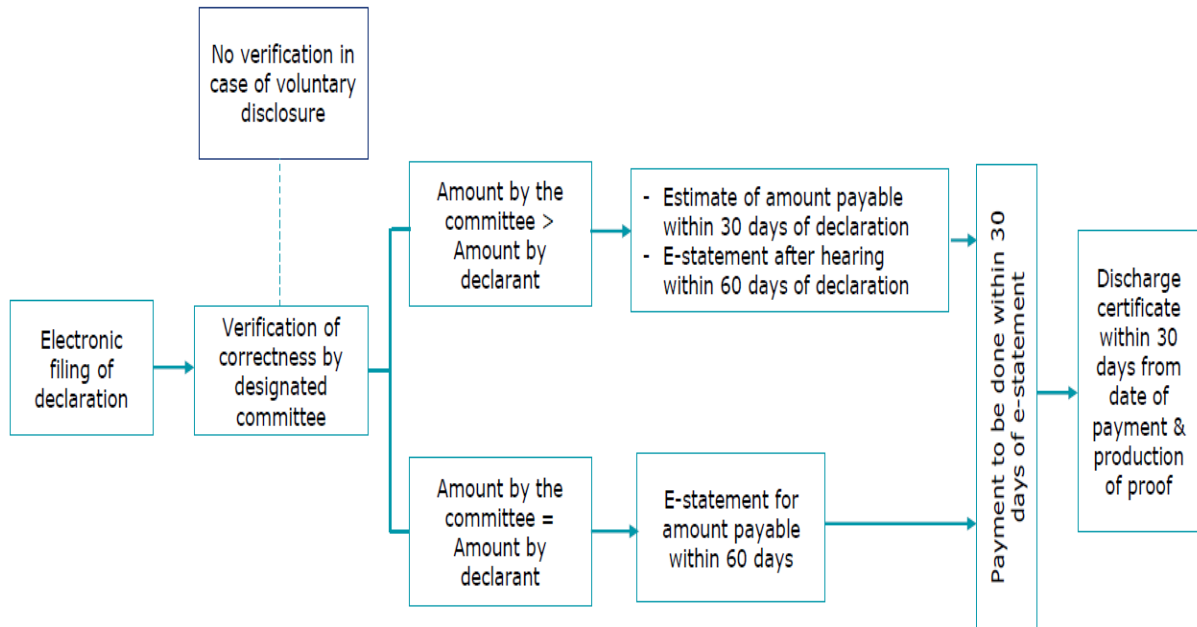 No verification in
case of voluntary
disclosure
Electronic
filing of
declaration
Verification of
correctness by
designated
committee
Amount by the
committee >
Amount by
declarant
- Estimate of amount payable
within 30 days of declaration
- E-statement after hearing
within 60 days of declaration
Amount by the
committee =
Amount by
declarant
E-statement for
amount payable
within 60 days
Payment to be done within 30
days of e-statement
Discharge
certificate
within 30
days from
date of
payment &
production
of proof